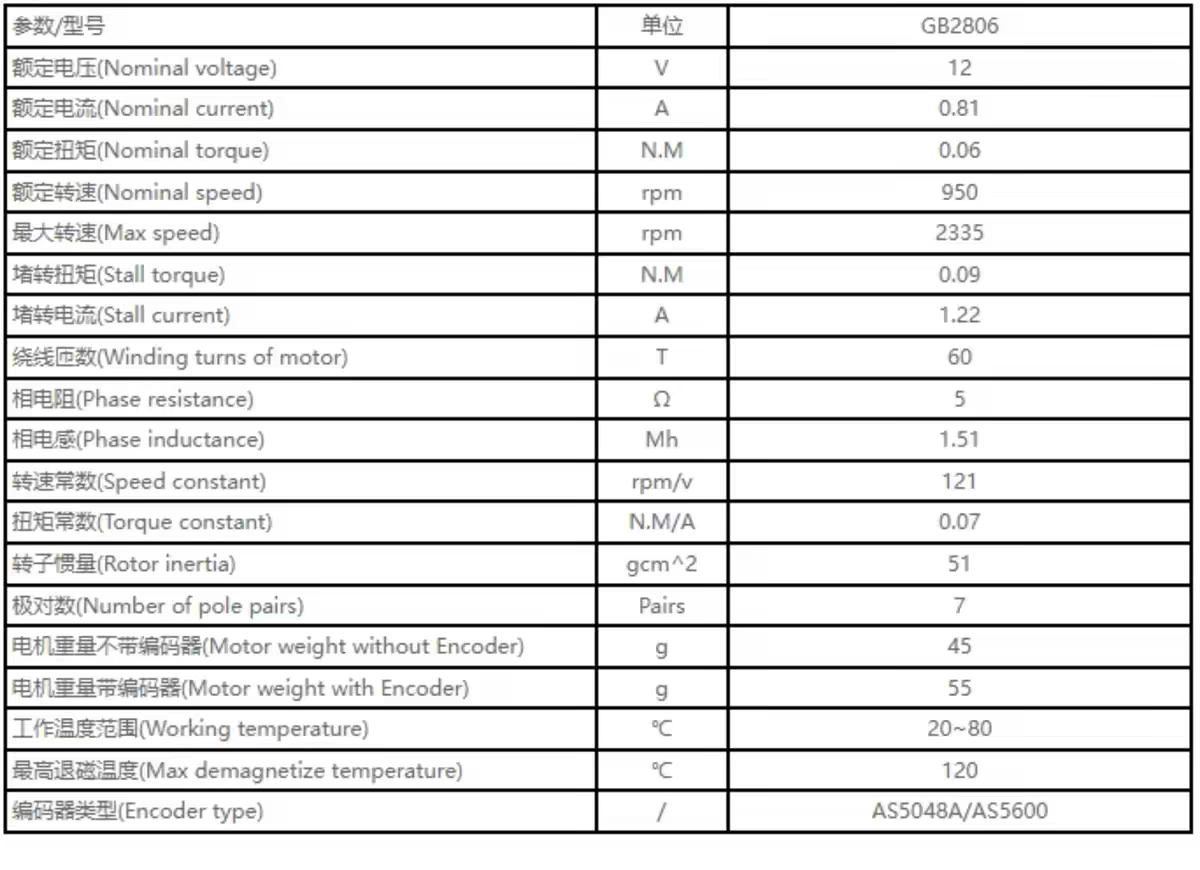 参数/型号 单位 GB2806
额定电压(Nominal voltage) V 12
额定电流(Nominal current) A 0.81
额定扭矩(Nominal torque) N.M 0.06
额定转速(Nominal speed) rpm 950
最大转速(Max speed) rpm 2335
堵转扭矩(Stall torque) N.M 0.09
堵转电流(Stall current) A 1.22
绕线匝数(Winding turns of motor) T 60
相电阻(Phase resistance) Ω 5
相电感(Phase inductance) Mh 1.51
转速常数(Speed constant) rpm/v 121
扭矩常数(Torque constant) N.M/A 0.07
转子惯量(Rotor inertia) gcm^2 51
极对数(Number of pole pairs) Pairs 7
电机重量不带编码器(Motor weight without Encoder) g 45
电机重量带编码器(Motor weight with Encoder) g 55
工作温度范围(Working temperature) ℃ 20~80
最高退磁温度(Max demagnetize temperature) ℃ 120
编码器类型(Encoder type) / AS5048A/AS5600